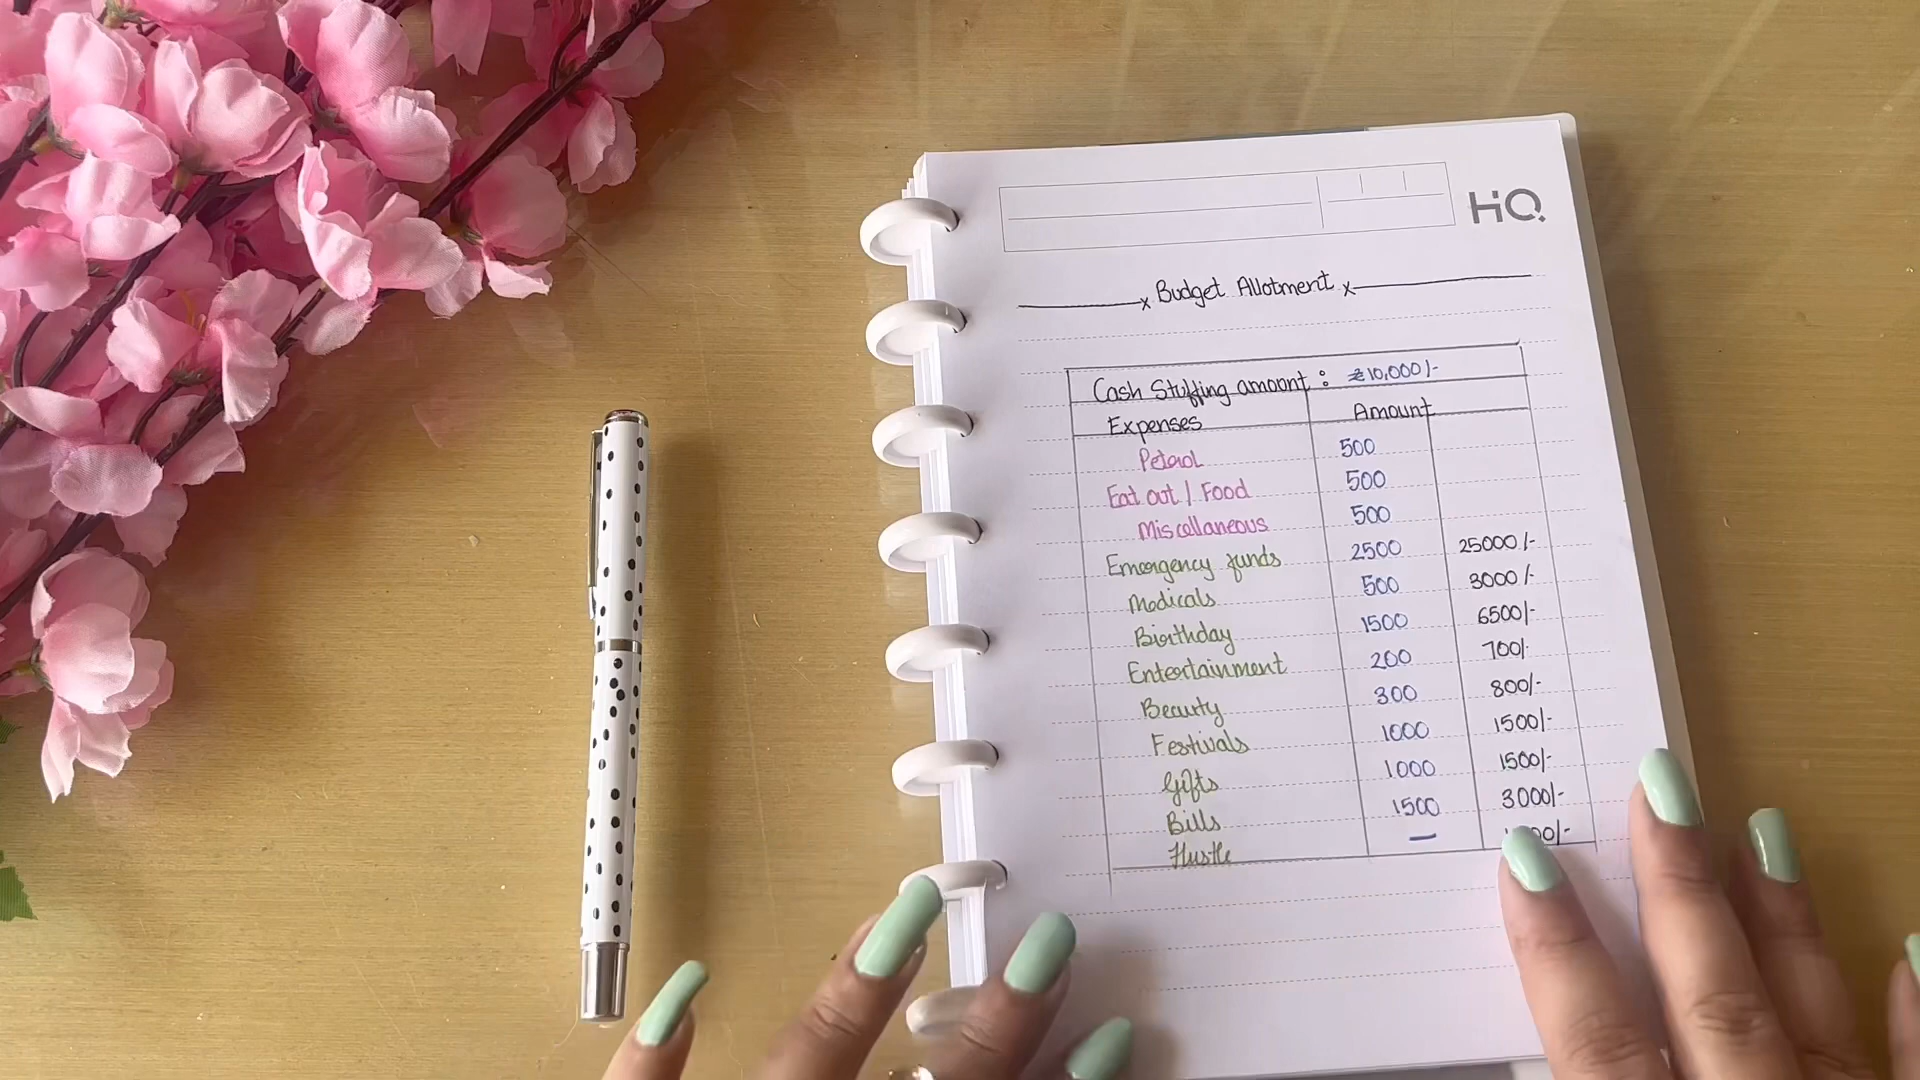 HQ.
x Budget Allotment x
Cash Stuffing amount : ₹10,000/-
Expenses Amount
Petrol 500
Eat out / Food 500
Miscellaneous 500
Emergency funds 2500 25000/-
Medicals 500 3000/-
Birthday 1500 6500/-
Entertainment 200 700/-
Beauty 300 800/-
Festivals 1000 1500/-
Gifts 1000 1500/-
Bills 1500 3000/-
Hustle —